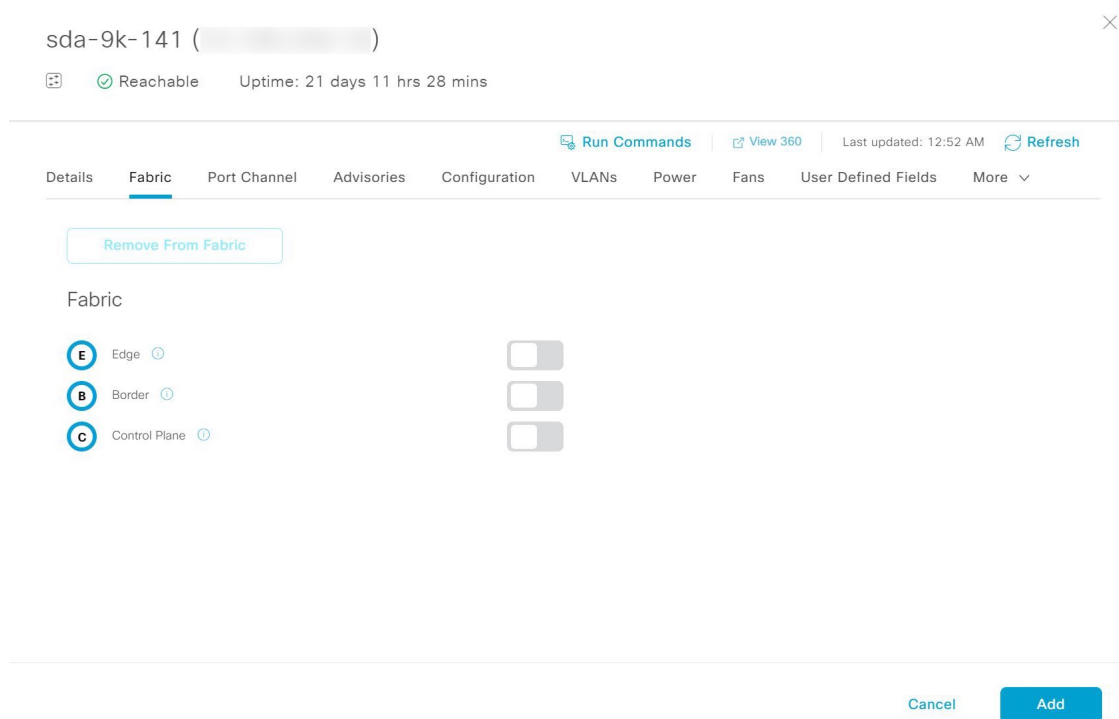 sda-9k-141 ( )
Reachable Uptime: 21 days 11 hrs 28 mins
Run Commands View 360 Last updated: 12:52 AM Refresh
Details Fabric Port Channel Advisories Configuration VLANs Power Fans User Defined Fields More
Remove From Fabric
Fabric
E Edge
B Border
C Control Plane
Cancel Add